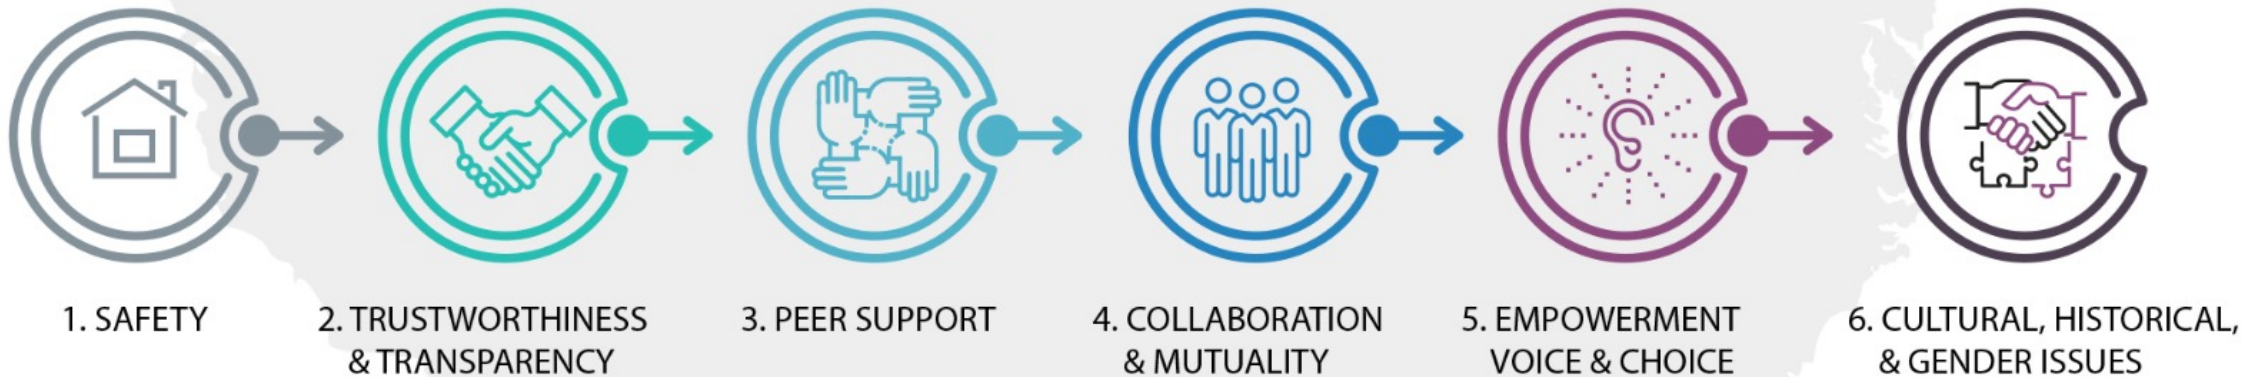 1. SAFETY
2. TRUSTWORTHINESS
& TRANSPARENCY
3. PEER SUPPORT
4. COLLABORATION
& MUTUALITY
5. EMPOWERMENT
VOICE & CHOICE
6. CULTURAL, HISTORICAL,
& GENDER ISSUES